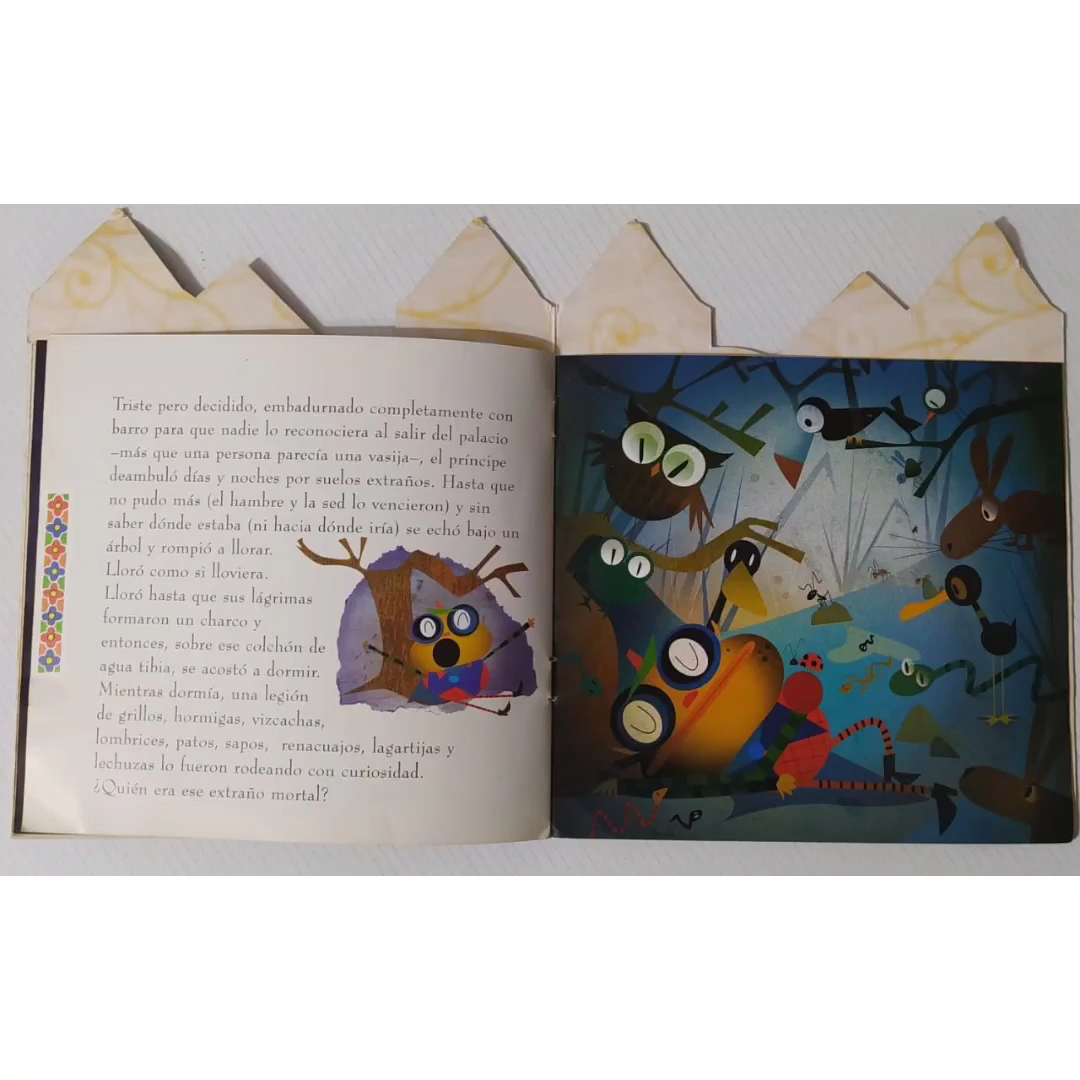 Triste pero decidido, embadurnado completamente con
barro para que nadie lo reconociera al salir del palacio
–más que una persona parecía una vasija–, el príncipe
deambuló días y noches por suelos extraños. Hasta que
no pudo más (el hambre y la sed lo vencieron) y sin
saber dónde estaba (ni hacia dónde iría) se echó bajo un
árbol y rompió a llorar.
Lloró como si lloviera.
Lloró hasta que sus lágrimas
formaron un charco y
entonces, sobre ese colchón de
agua tibia, se acostó a dormir.
Mientras dormía, una legión
de grillos, hormigas, vizcachas,
lombrices, patos, sapos, renacuajos, lagartijas y
lechuzas lo fueron rodeando con curiosidad.
¿Quién era ese extraño mortal?